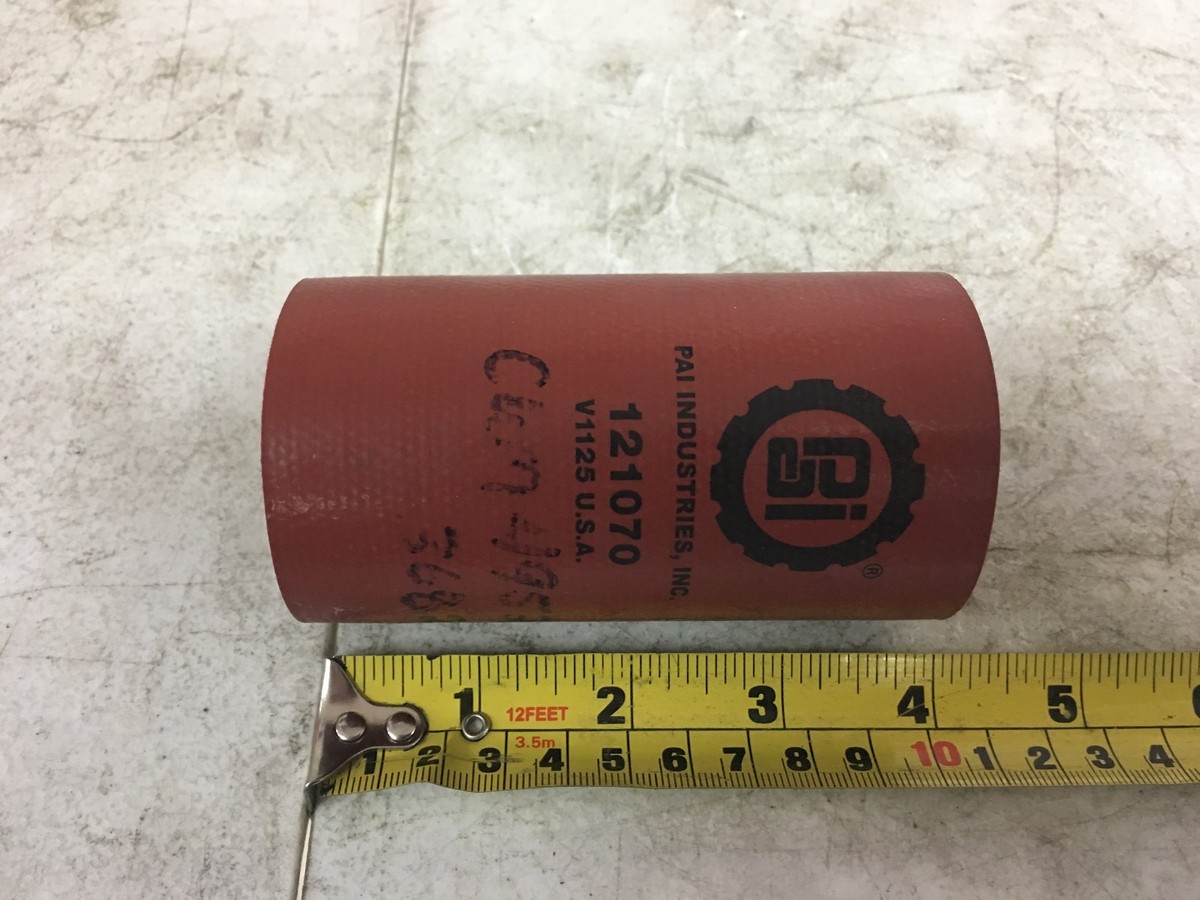 Pai
®
PAI INDUSTRIES, INC.
121070
V1125 U.S.A.
368
1 2 3 4 5
12FEET
3.5m
1 2 3 4 5 6 7 8 9 10 1 2 3 4